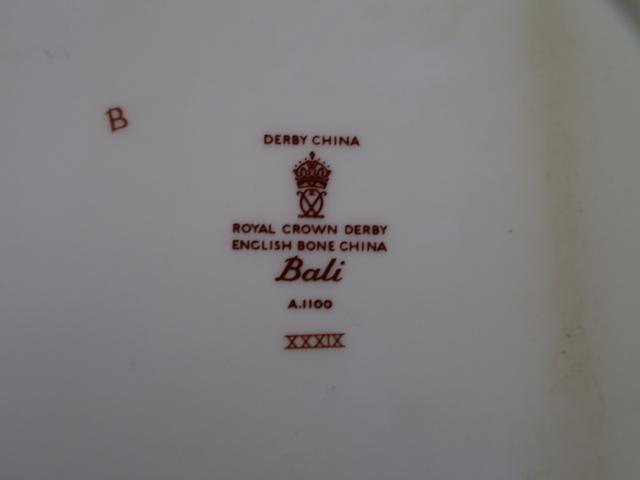 B
DERBY CHINA
ROYAL CROWN DERBY
ENGLISH BONE CHINA
Bali
A.1100
XXXIX